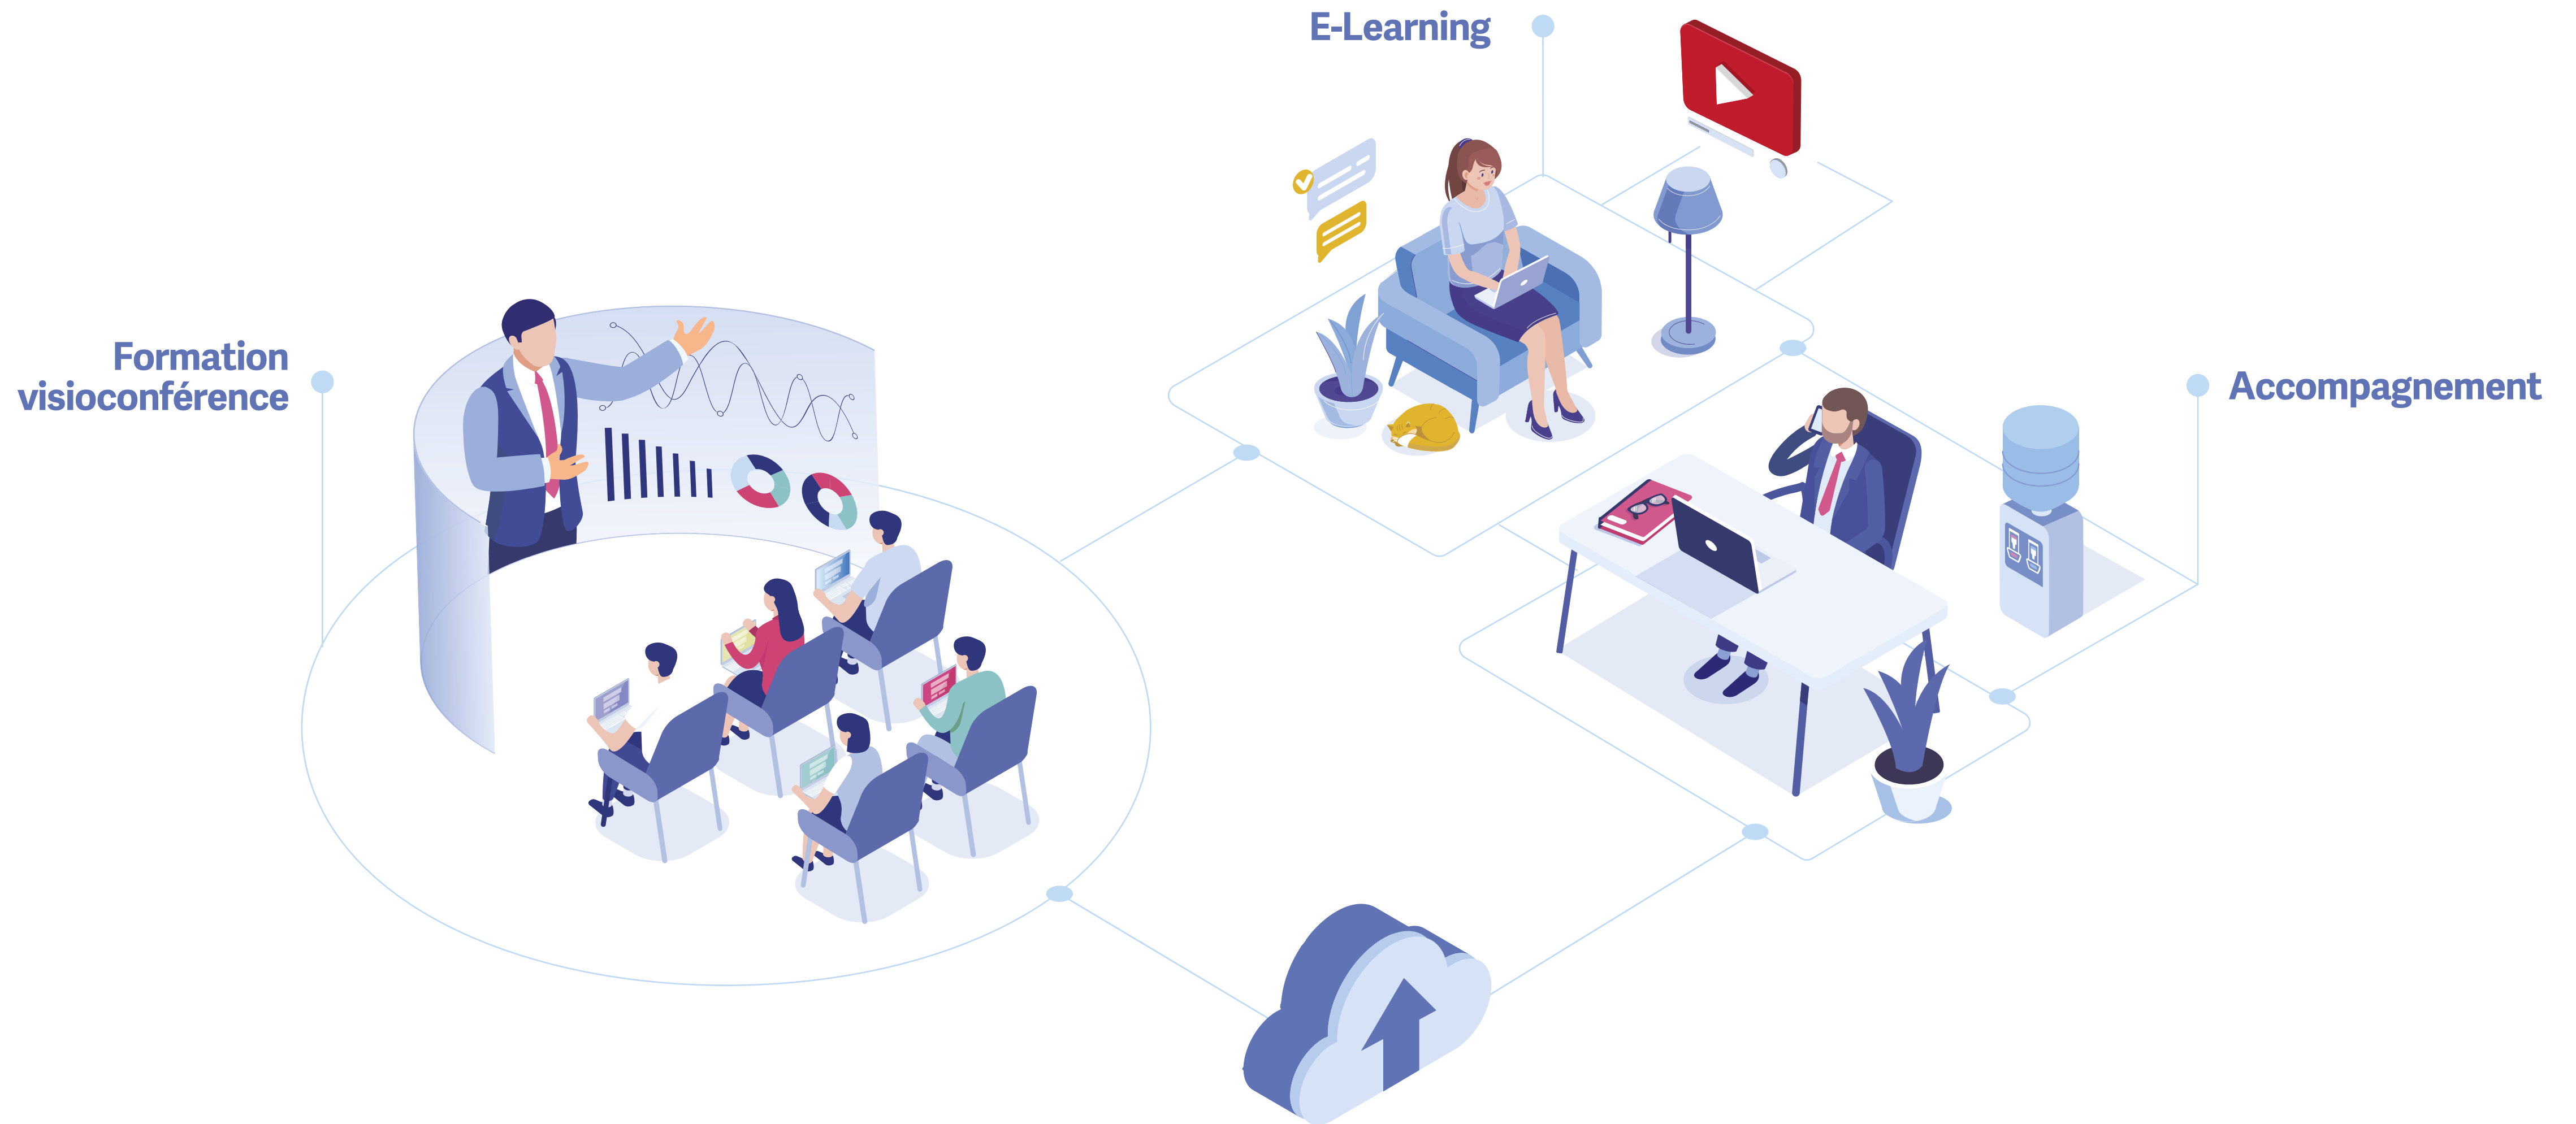 E-Learning
Formation
visioconférence
Accompagnement